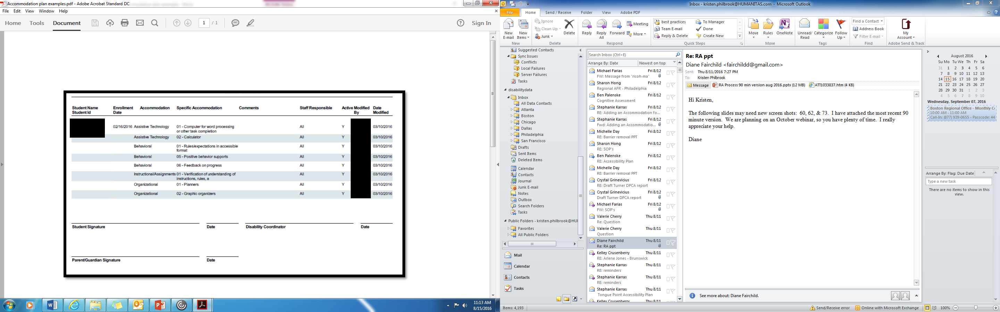 Accommodation plan examples.pdf - Adobe Acrobat Standard DC
File Edit View Window Help
Home Tools Document 1 / 1 Sign In
Student Name Enrollment Accommodation Specific Accommodation Comments Staff Responsible Active Modified Date
Student Id Date By Modified
02/16/2016 Assistive Technology 01 - Computer for word processing All Y 03/10/2016
or other task completion
Assistive Technology 02 - Calculator All Y 03/10/2016
Behavioral 01 - Rules/expectations in accessible All Y 03/10/2016
format
Behavioral 05 - Positive behavior supports All Y 03/10/2016
Behavioral 06 - Feedback on progress All Y 03/10/2016
Instructional/Assignments 01 - Verification of understanding of All Y 03/10/2016
instructions, rules, a
Organizational 01 - Planners All Y 03/10/2016
Organizational 02 - Graphic organizers All Y 03/10/2016
Student Signature Date Disability Coordinator Date
Parent/Guardian Signature Date
11:13 AM
8/15/2016
Inbox - kristen.philbrook@HUMANITAS.com - Microsoft Outlook
File Home Send / Receive Folder View Adobe PDF
New E-mail
New Items
New
Ignore
Clean Up
Junk
Delete
Delete
Reply
Reply All
Forward
Meeting
More
Respond
best practices
Team E-mail
Reply & Delete
To Manager
Done
Create New
Quick Steps
Move
Rules
OneNote
Move
Unread/ Read
Categorize
Follow Up
Tags
Find a Contact
Address Book
Filter E-mail
Find
My Account
Adobe Send & Track
Suggested Contacts
Sync Issues
Conflicts
Local Failures
Server Failures
Tasks
disabilitydata
Inbox
All Data Contacts
Atlanta
Boston
Chicago
Dallas
Philadelphia
San Francisco
Drafts
Sent Items
Deleted Items
Calendar
Contacts
Journal
Junk E-mail
Notes
Outbox
Search Folders
Tasks
Public Folders - kristen.philbrook@HUI
Favorites
All Public Folders
Mail
Calendar
Contacts
Tasks
Search Inbox (Ctrl+E)
Arrange By: Date Newest on top
Michael Farias Fri 8/12
FW: Message from "ricoh-ma"
Sharon Hong Fri 8/12
Regional AFR - Philadelphia
Ben Palenske Fri 8/12
Cognitive Assessment
Stephanie Karras Fri 8/12
RE: Adding an Accommodation fo...
Stephanie Karras Fri 8/12
Fwd: Adding an Accommodatio...
Michelle Day Fri 8/12
RE: Barrier removal PPT
Sharon Hong Fri 8/12
RE: SOP's
Ben Palenske Fri 8/12
RE: Accessibility Plan
Michelle Day Fri 8/12
RE: Barrier removal PPT
Crystal Grinevicius Fri 8/12
RE: Draft Turner DPCA report
Crystal Grinevicius Fri 8/12
Draft Turner DPCA report
Michael Farias Fri 8/12
FW: SOP's
Valerie Cherry Thu 8/11
Re: Question
Valerie Cherry Thu 8/11
Question
Diane Fairchild Thu 8/11
Re: RA ppt
Kelley Crusenberry Thu 8/11
RE: Arlene Jones - Brunswick
Stephanie Karras Thu 8/11
RE: reminders
Stephanie Karras Thu 8/11
RE: reminders
Stephanie Karras Thu 8/11
Tongue Point Accessibility Plan
Kelley Crusenberry Thu 8/11
Re: RA ppt
Diane Fairchild <fairchildd@gmail.com>
Sent: Thu 8/11/2016 7:27 PM
To: Kristen Philbrook
Message RA Process 90 min version aug 2016.pptx (12 MB) ATT1033837.htm (4 KB)
Hi Kristen,
The following slides may need new screen shots: 60, 62, & 73. I have attached the most recent 90
minute version. We are planning on an October webinar, so you have plenty of time. I really
appreciate your help.
Diane
See more about: Diane Fairchild.
August 2016
Su Mo Tu We Th Fr Sa
31 1 2 3 4 5 6
7 8 9 10 11 12 13
14 15 16 17 18 19 20
21 22 23 24 25 26 27
28 29 30 31 1 2 3
4 5 6 7 8 9 10
Wednesday, September 07, 2016
Boston Regional Office - Monthly C
10:00 AM - 11:00 AM
Call-In: (877) 939-0655 - Passcode: 44
Arrange By: Flag: Due Date
Type a new task
There are no items to show in this
view.
Items: 4,193 Send/Receive error Online with Microsoft Exchange 100%